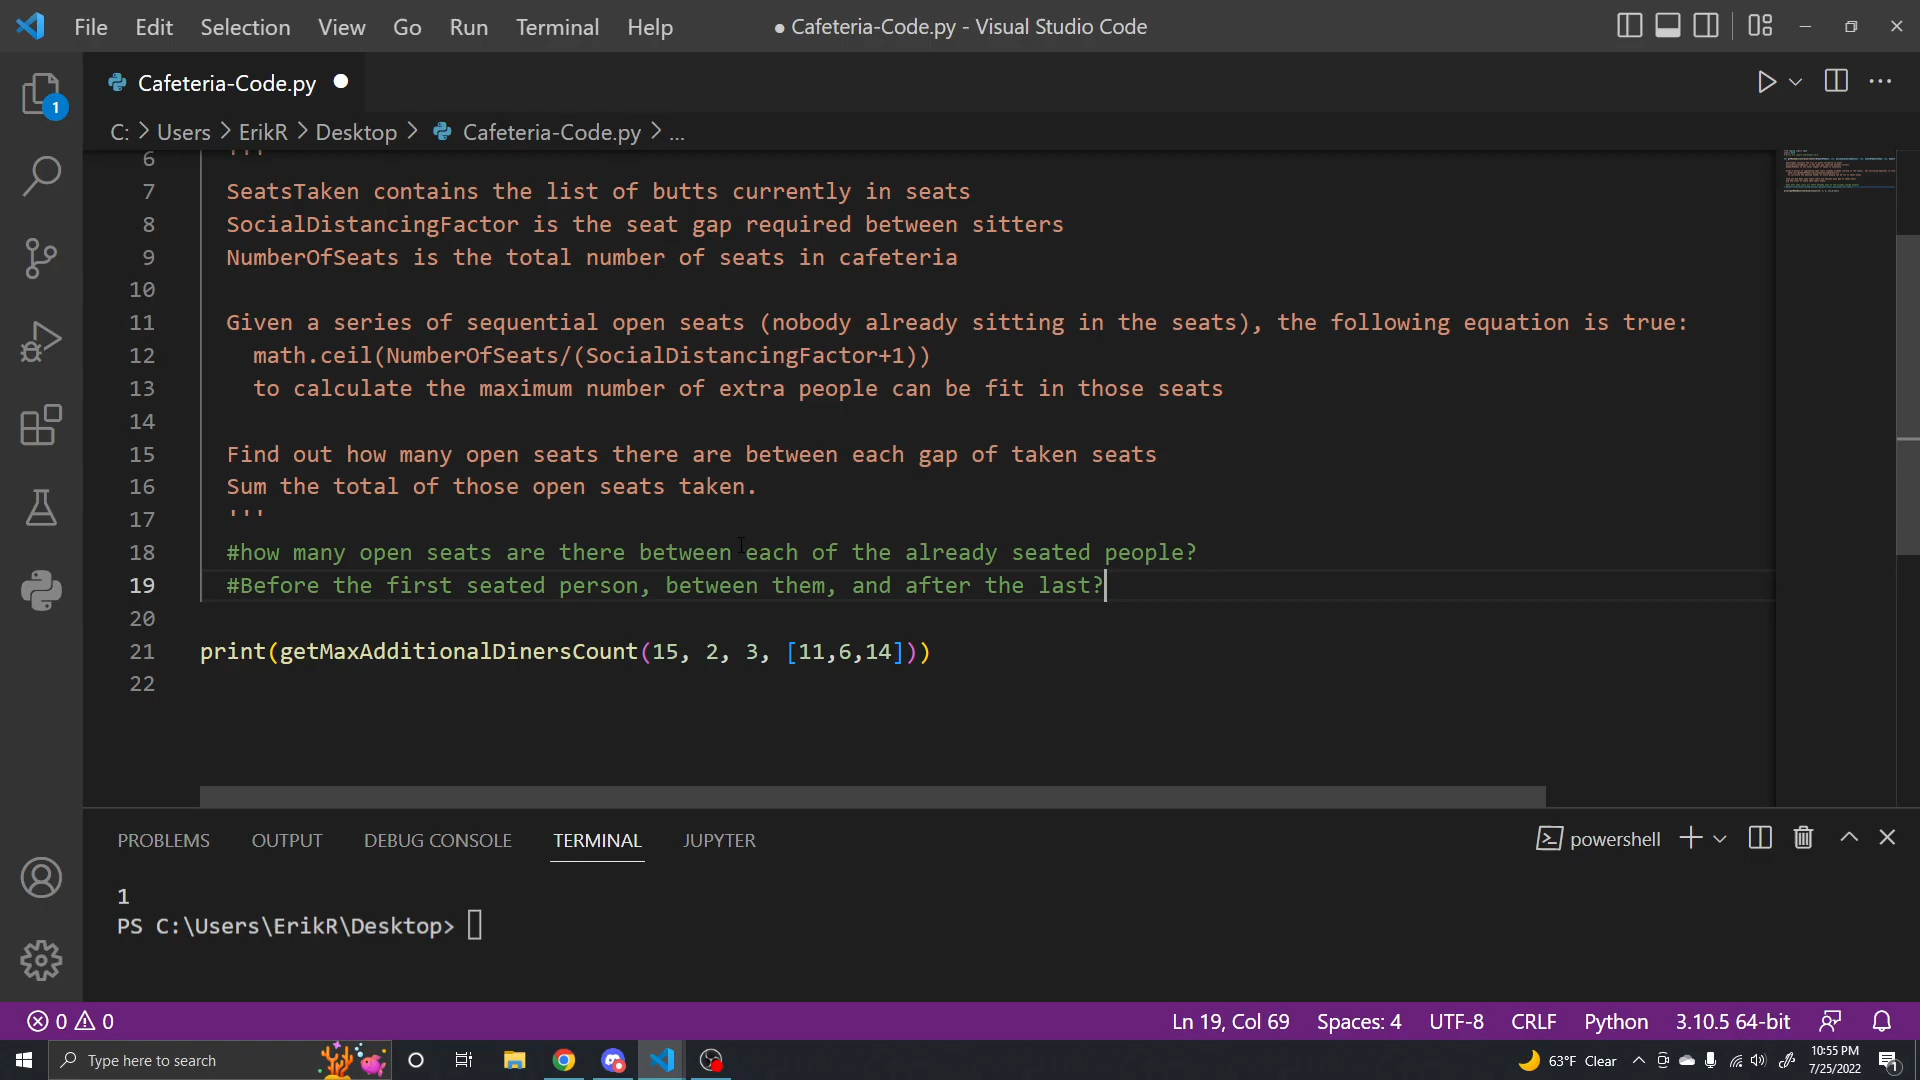 File Edit Selection View Go Run Terminal Help ● Cafeteria-Code.py - Visual Studio Code
Cafeteria-Code.py ●
1
C: > Users > ErikR > Desktop > Cafeteria-Code.py > ...
6 '''
7 SeatsTaken contains the list of butts currently in seats
8 SocialDistancingFactor is the seat gap required between sitters
9 NumberOfSeats is the total number of seats in cafeteria
10
11 Given a series of sequential open seats (nobody already sitting in the seats), the following equation is true:
12 math.ceil(NumberOfSeats/(SocialDistancingFactor+1))
13 to calculate the maximum number of extra people can be fit in those seats
14
15 Find out how many open seats there are between each gap of taken seats
16 Sum the total of those open seats taken.
17 '''
18 #how many open seats are there between each of the already seated people?
19 #Before the first seated person, between them, and after the last?
20
21 print(getMaxAdditionalDinersCount(15, 2, 3, [11,6,14]))
22
PROBLEMS OUTPUT DEBUG CONSOLE TERMINAL JUPYTER powershell
1
PS C:\Users\ErikR\Desktop>
0 0 Ln 19, Col 69 Spaces: 4 UTF-8 CRLF Python 3.10.5 64-bit
Type here to search 63°F Clear 10:55 PM
7/25/2022 1